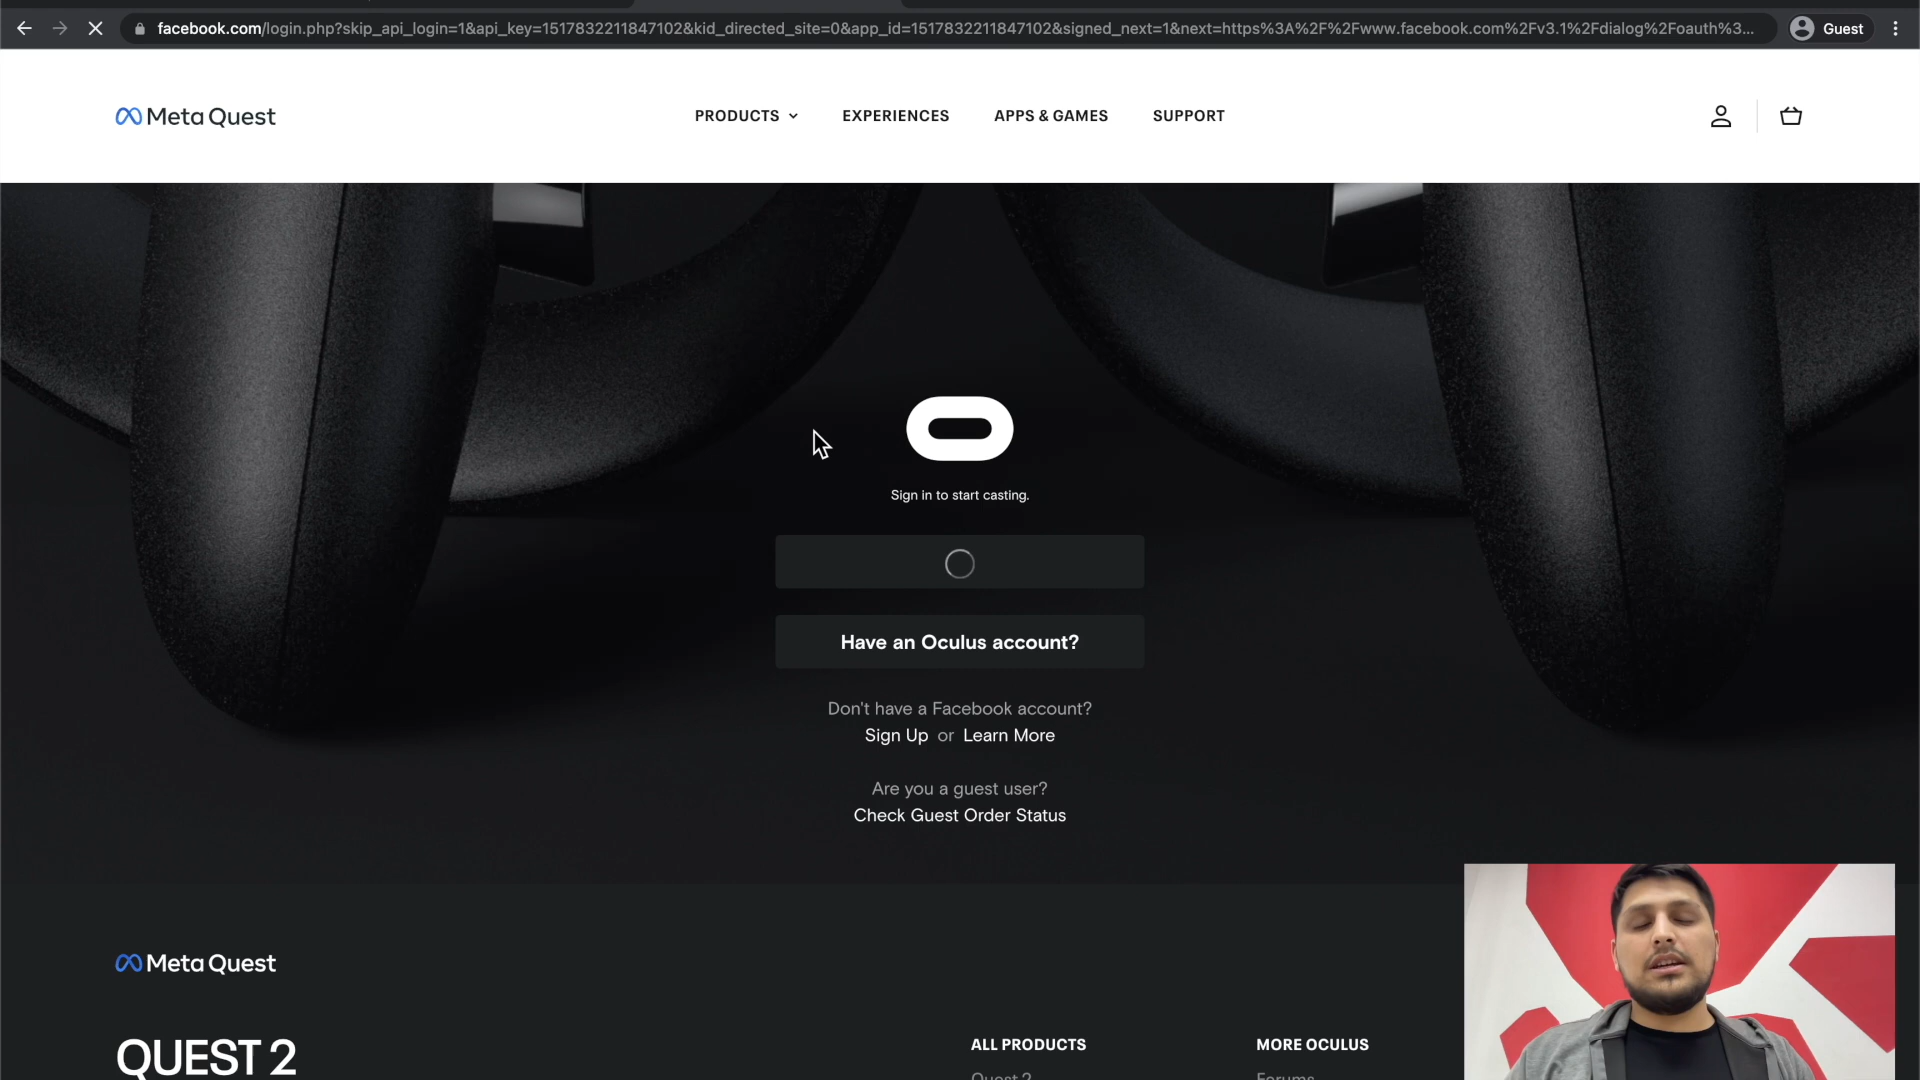 facebook.com/login.php?skip_api_login=1&api_key=1517832211847102&kid_directed_site=0&app_id=1517832211847102&signed_next=1&next=https%3A%2F%2Fwww.facebook.com%2Fv3.1%2Fdialog%2Foauth%3...
Guest
Meta Quest
PRODUCTS
EXPERIENCES
APPS & GAMES
SUPPORT
Sign in to start casting.
Have an Oculus account?
Don't have a Facebook account?
Sign Up or Learn More
Are you a guest user?
Check Guest Order Status
Meta Quest
QUEST 2
ALL PRODUCTS
MORE OCULUS
Quest 2
Forums